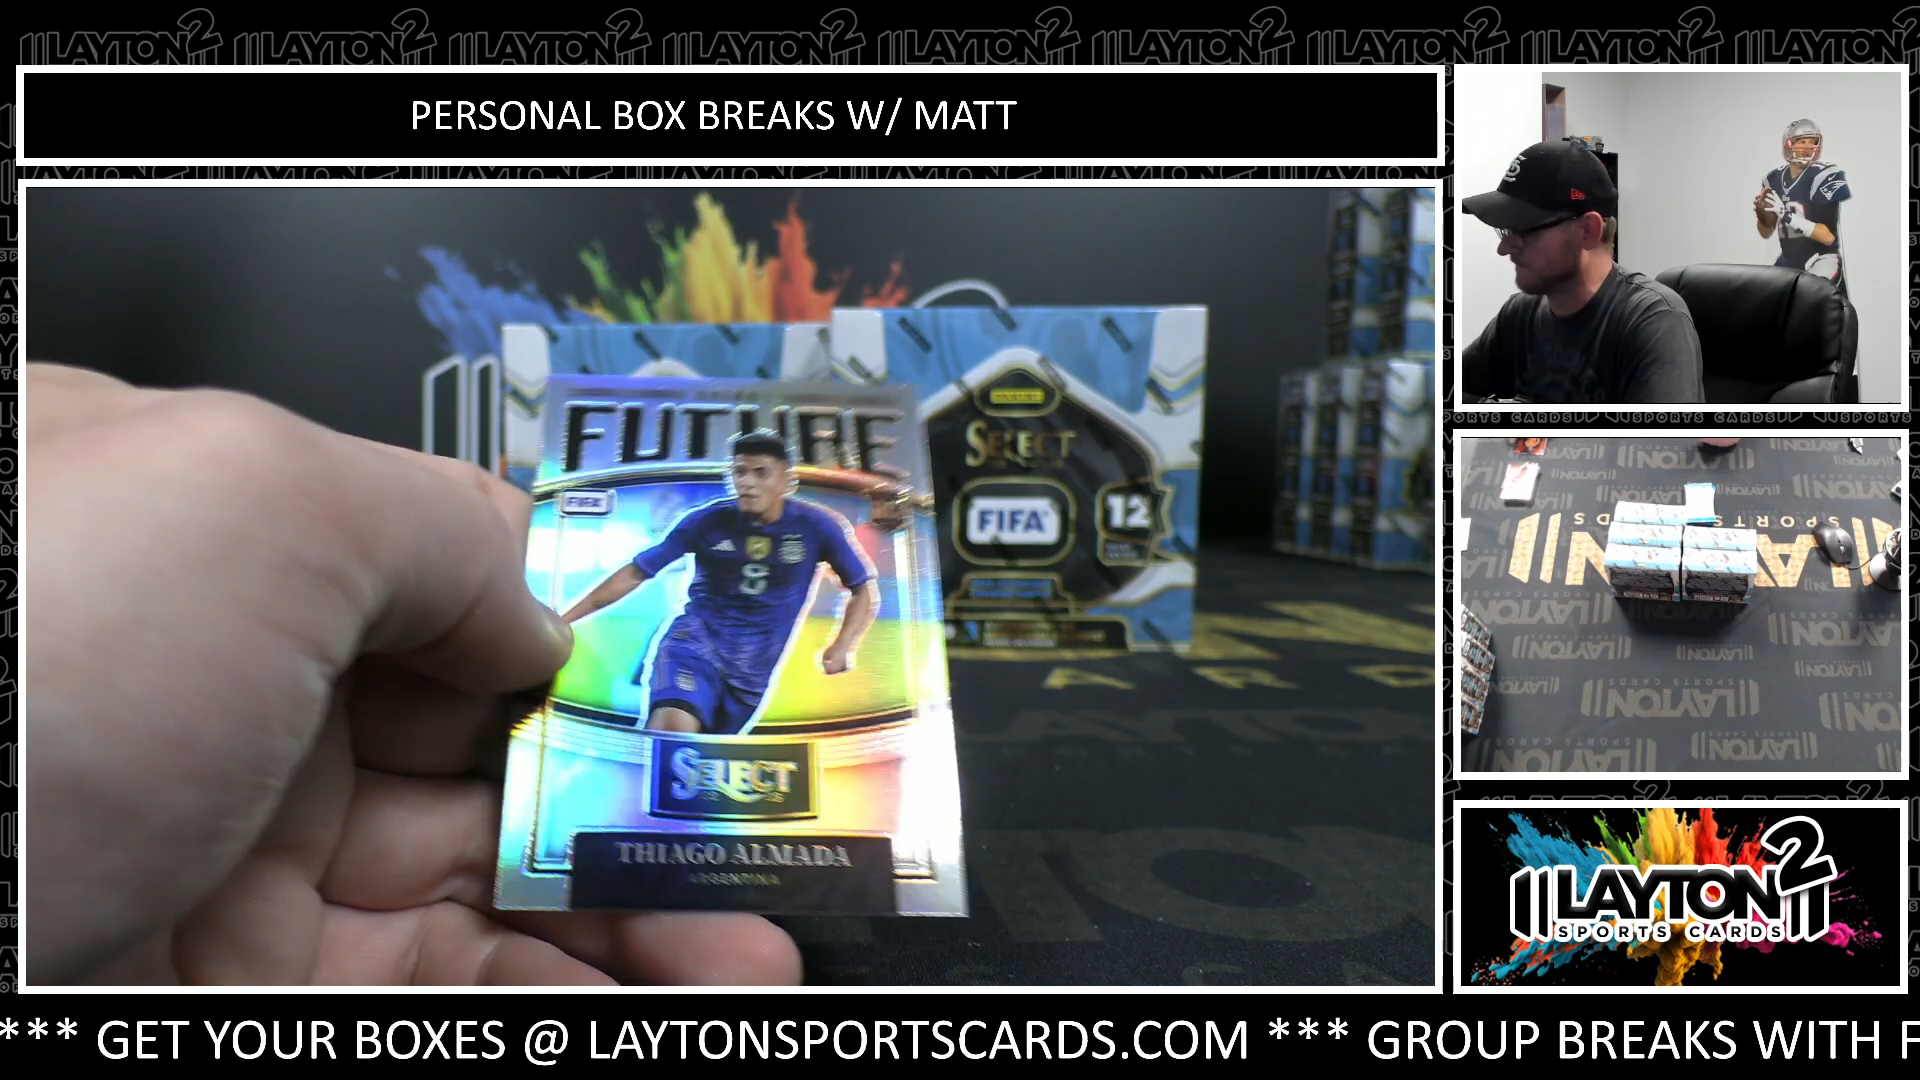 PERSONAL BOX BREAKS W/ MATT
FUTURE
FIFA
SELECT
THIAGO ALMADA
ARGENTINA
SELECT
FIFA
12
LAYTON
LAYTON 2
SPORTS CARDS
*** GET YOUR BOXES @ LAYTONSPORTSCARDS.COM *** GROUP BREAKS WITH F